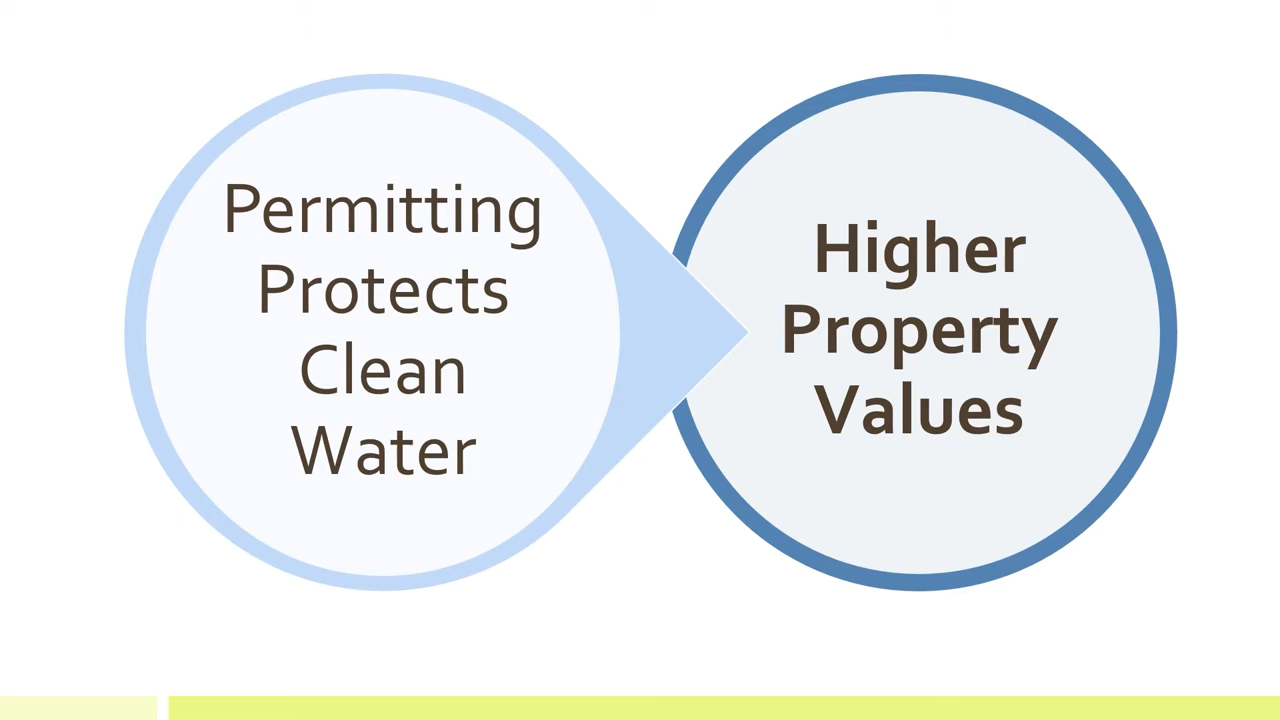 Permitting
Protects
Clean
Water
Higher
Property
Values